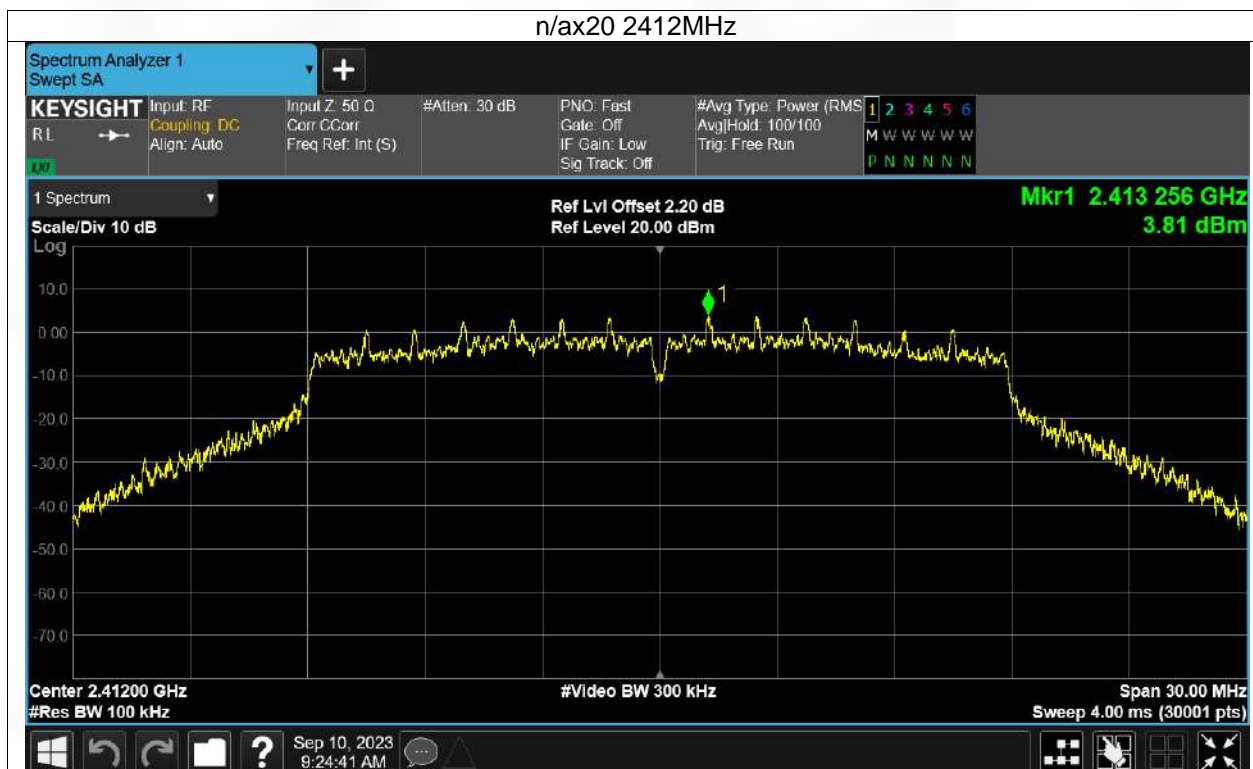 n/ax20 2412MHz
Spectrum Analyzer 1
Swept SA
KEYSIGHT
RL
LXI
Input: RF
Coupling: DC
Align: Auto
Input Z: 50 Ω
Corr CCorr
Freq Ref: Int (S)
#Atten: 30 dB
PNO: Fast
Gate: Off
IF Gain: Low
Sig Track: Off
#Avg Type: Power (RMS
Avg|Hold: 100/100
Trig: Free Run
1 2 3 4 5 6
M W W W W W
P N N N N N
1 Spectrum
Scale/Div 10 dB
Ref Lvl Offset 2.20 dB
Ref Level 20.00 dBm
Mkr1 2.413 256 GHz
3.81 dBm
Log
1
10.0
0.00
-10.0
-20.0
-30.0
-40.0
-50.0
-60.0
-70.0
Center 2.41200 GHz
#Res BW 100 kHz
#Video BW 300 kHz
Span 30.00 MHz
Sweep 4.00 ms (30001 pts)
?
Sep 10, 2023
9:24:41 AM